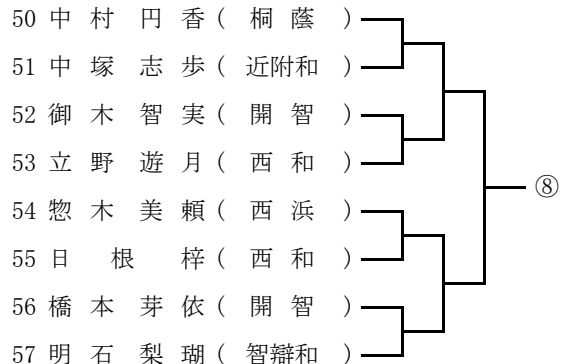 50 中 村 円 香 ( 桐 蔭 )
51 中 塚 志 歩 ( 近附和 )
52 御 木 智 実 ( 開 智 )
53 立 野 遊 月 ( 西 和 )
⑧
54 惣 木 美 頼 ( 西 浜 )
55 日 根 梓 ( 西 和 )
56 橋 本 芽 依 ( 開 智 )
57 明 石 梨 瑚 ( 智辯和 )